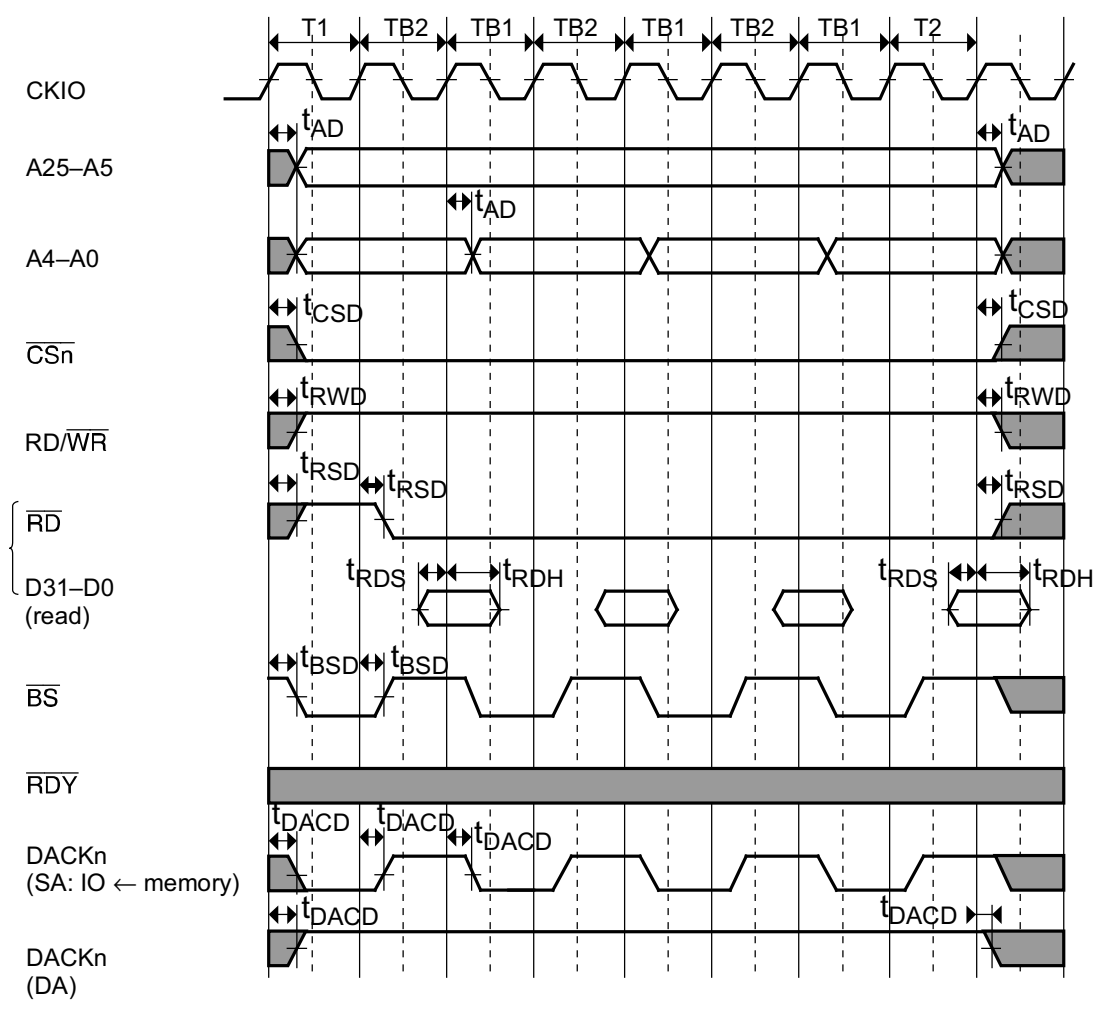 T1 TB2 TB1 TB2 TB1 TB2 TB1 T2
CKIO
tAD tAD
A25–A5
tAD
A4–A0
tCSD tCSD
CSn
tRWD tRWD
RD/WR
tRSD tRSD tRSD
RD
tRDS tRDH tRDS tRDH
D31–D0
(read)
tBSD tBSD
BS
RDY
tDACD tDACD tDACD
DACKn
(SA: IO ← memory)
tDACD tDACD
DACKn
(DA)